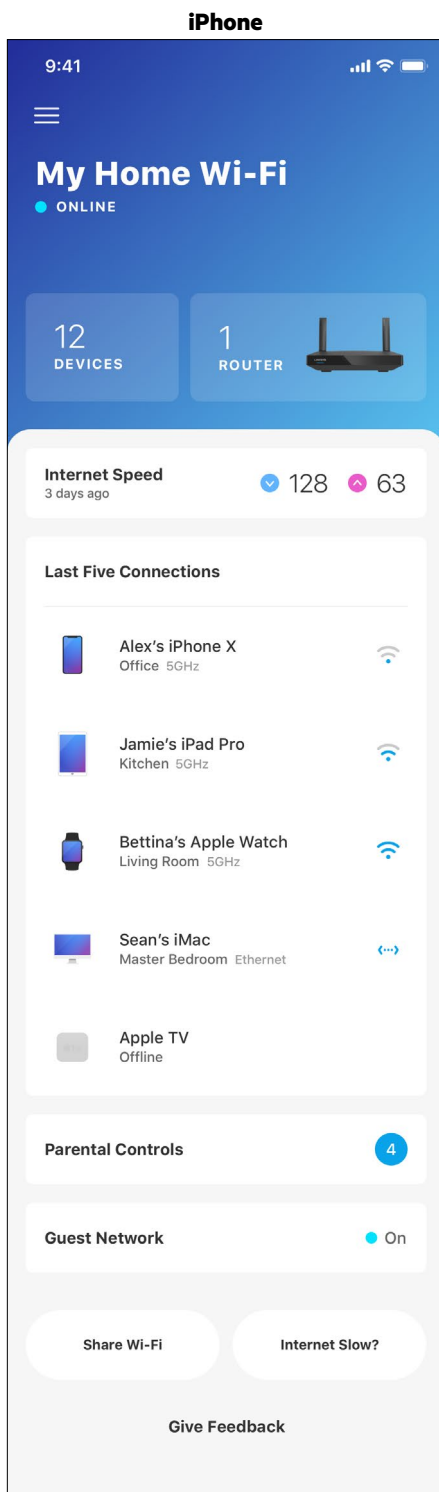 iPhone
9:41
My Home Wi-Fi
ONLINE
12
DEVICES
1
ROUTER
Internet Speed
3 days ago
128
63
Last Five Connections
Alex’s iPhone X
Office 5GHz
Jamie’s iPad Pro
Kitchen 5GHz
Bettina’s Apple Watch
Living Room 5GHz
Sean’s iMac
Master Bedroom Ethernet
Apple TV
Offline
Parental Controls
4
Guest Network
On
Share Wi-Fi
Internet Slow?
Give Feedback